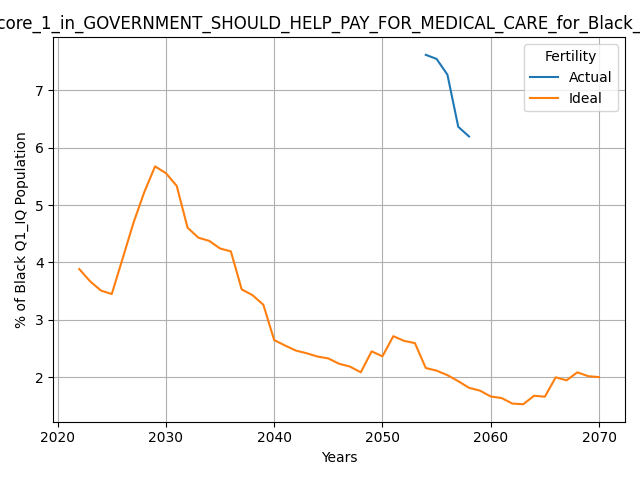 core_1_in_GOVERNMENT_SHOULD_HELP_PAY_FOR_MEDICAL_CARE_for_Black_
Fertility
Actual
Ideal
% of Black Q1_IQ Population
7
6
5
4
3
2
2020 2030 2040 2050 2060 2070
Years